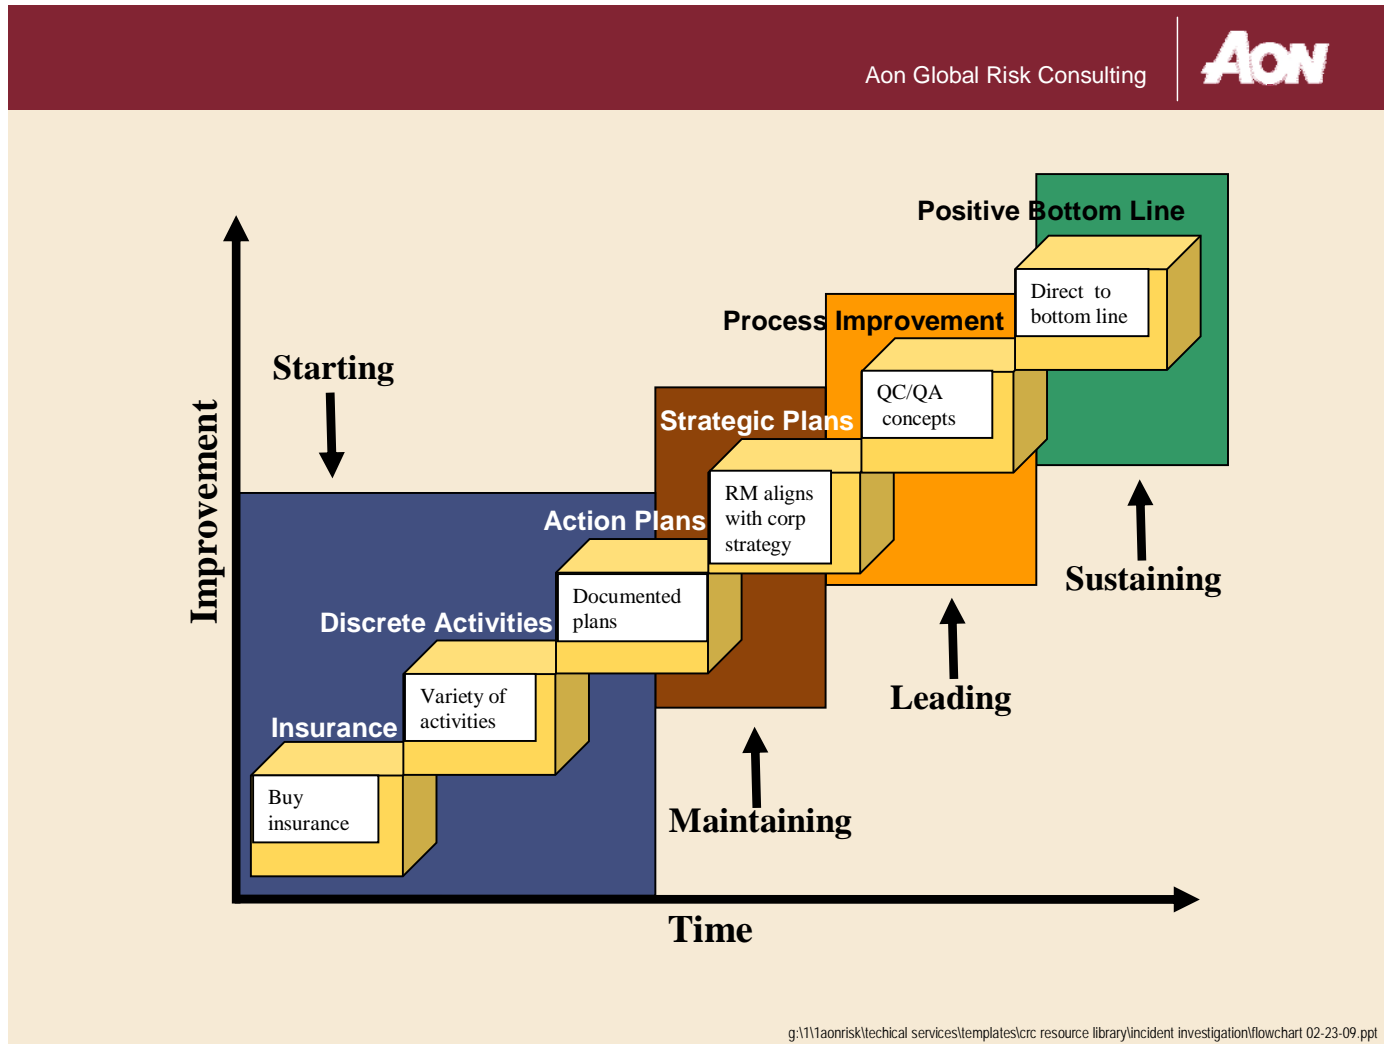 Aon Global Risk Consulting
AON
Positive Bottom Line
Direct to
bottom line
Process Improvement
QC/QA
concepts
Starting
Strategic Plans
RM aligns
with corp
strategy
Action Plans
Documented
plans
Discrete Activities
Variety of
activities
Insurance
Buy
insurance
Improvement
Sustaining
Leading
Maintaining
Time
g:\1\1aonrisk\techical services\templates\crc resource library\incident investigation\flowchart 02-23-09.ppt